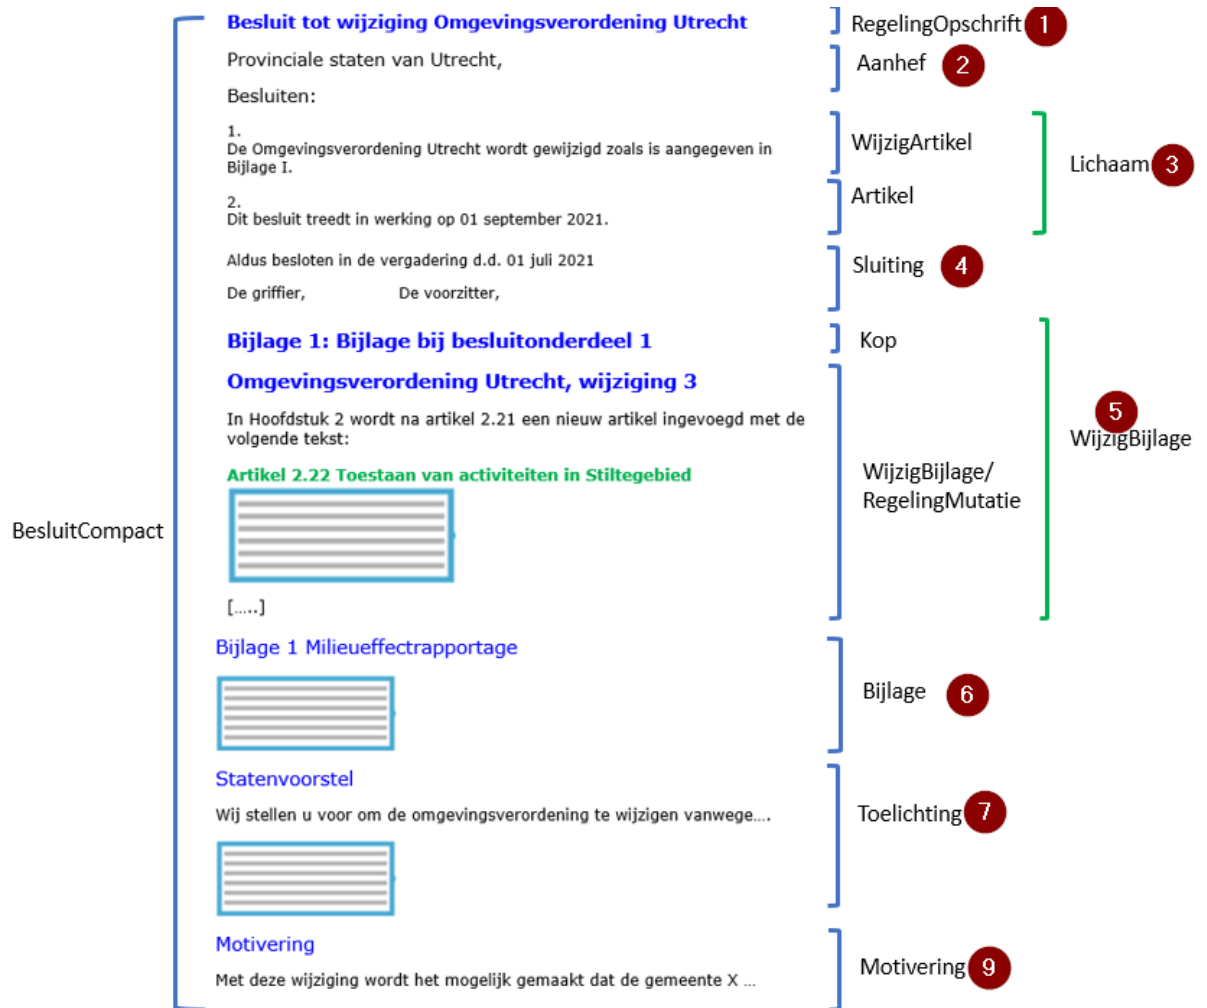 Besluit tot wijziging Omgevingsverordening Utrecht
RegelingOpschrift 1
Provinciale staten van Utrecht,
Aanhef 2
Besluiten:
1.
De Omgevingsverordening Utrecht wordt gewijzigd zoals is aangegeven in
Bijlage I.
WijzigArtikel
Lichaam 3
2.
Dit besluit treedt in werking op 01 september 2021.
Artikel
Aldus besloten in de vergadering d.d. 01 juli 2021
Sluiting 4
De griffier, De voorzitter,
Bijlage 1: Bijlage bij besluitonderdeel 1
Kop
Omgevingsverordening Utrecht, wijziging 3
In Hoofdstuk 2 wordt na artikel 2.21 een nieuw artikel ingevoegd met de
volgende tekst:
5
WijzigBijlage
Artikel 2.22 Toestaan van activiteiten in Stiltegebied
WijzigBijlage/
RegelingMutatie
BesluitCompact
[…..]
Bijlage 1 Milieueffectrapportage
Bijlage 6
Statenvoorstel
Wij stellen u voor om de omgevingsverordening te wijzigen vanwege….
Toelichting 7
Motivering
Met deze wijziging wordt het mogelijk gemaakt dat de gemeente X …
Motivering 9